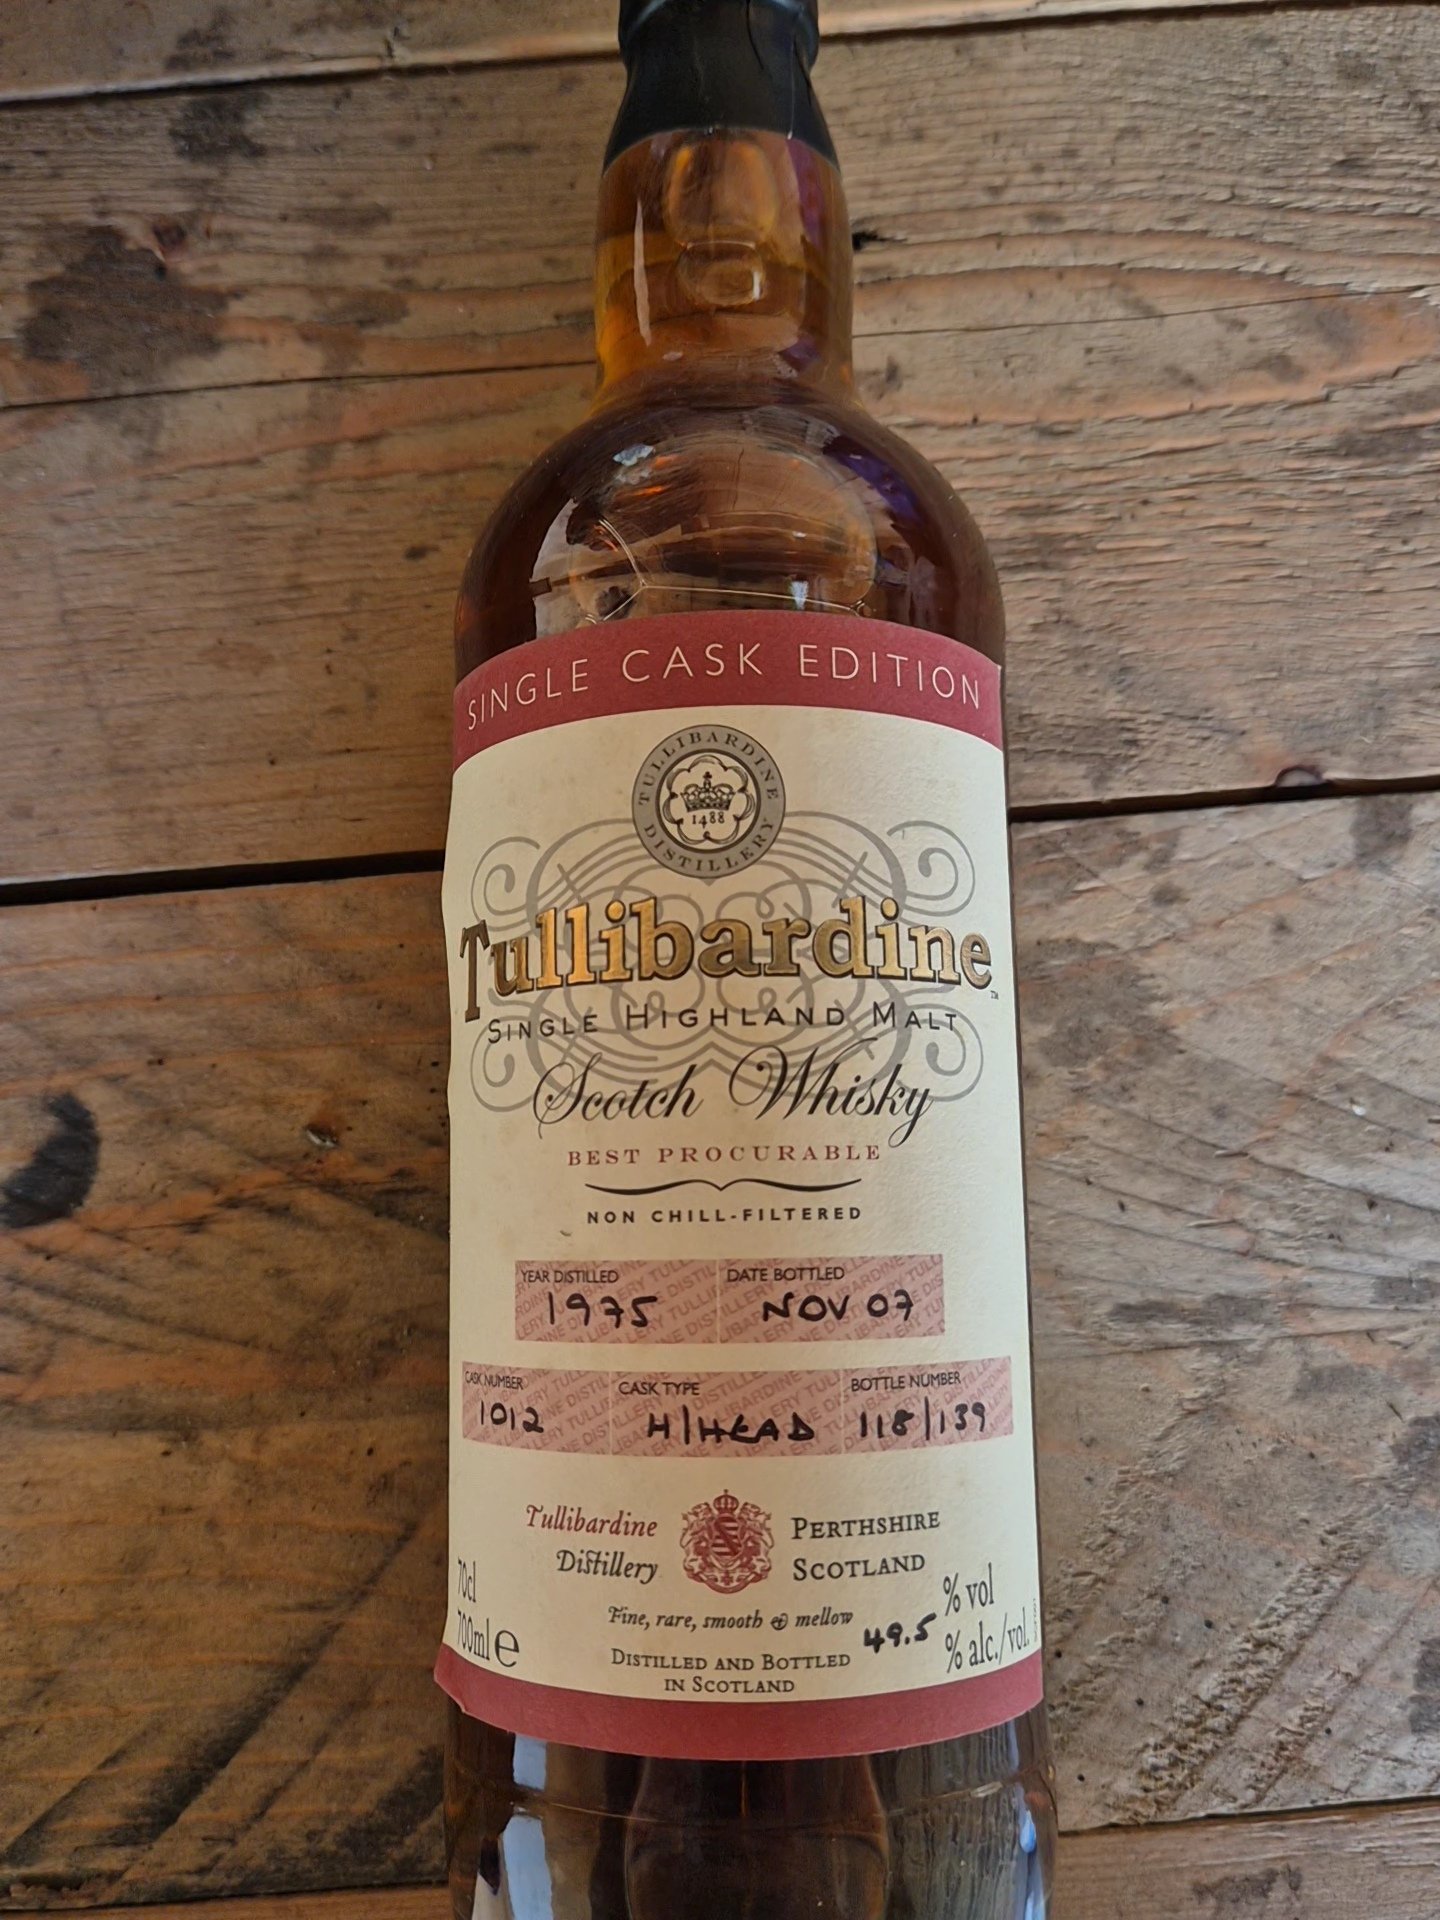 SINGLE CASK EDITION
TULLIBARDINE
1488
DISTILLERY
Tullibardine™
SINGLE HIGHLAND MALT
Scotch Whisky
BEST PROCURABLE
NON CHILL-FILTERED
YEAR DISTILLED DATE BOTTLED
1975 NOV 07
CASK NUMBER CASK TYPE BOTTLE NUMBER
1012 H/HEAD 118/139
Tullibardine PERTHSHIRE
Distillery SCOTLAND
70cl % vol
Fine, rare, smooth & mellow 49.5
700ml e % alc./vol.
DISTILLED AND BOTTLED
IN SCOTLAND